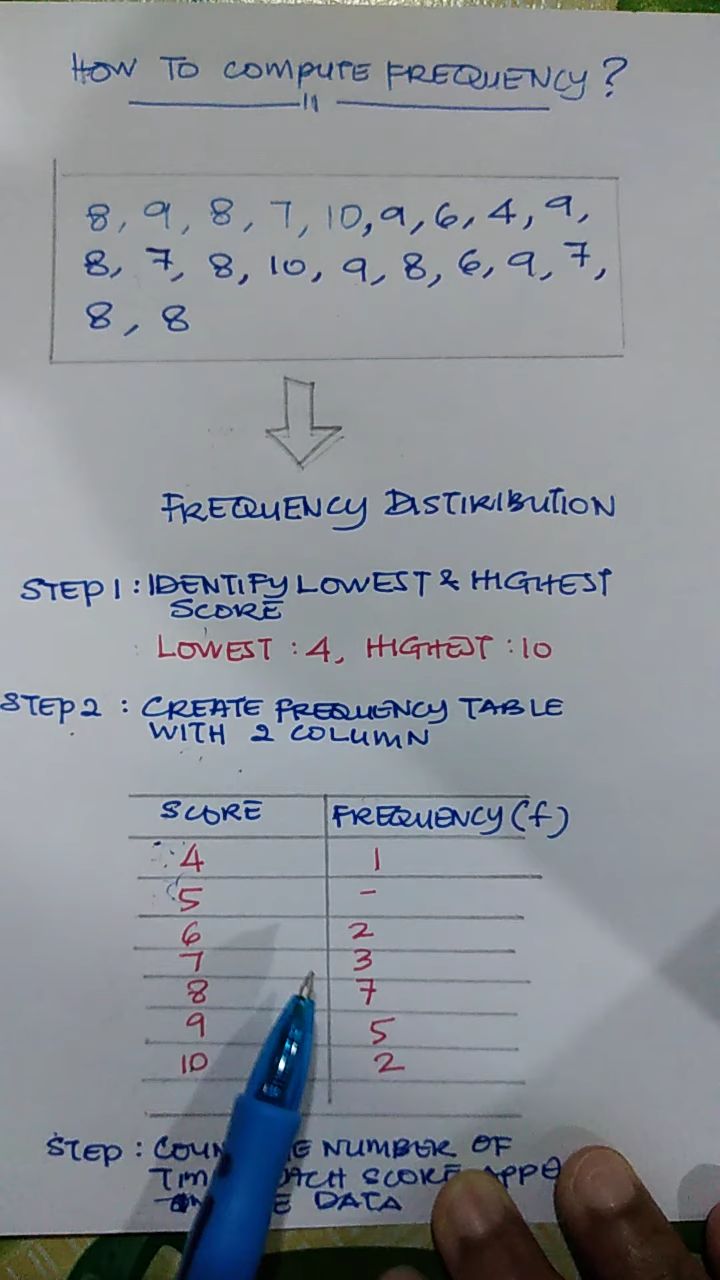 HOW TO COMPUTE FREQUENCY?
8, 9, 8, 7, 10, 9, 6, 4, 9,
8, 7, 8, 10, 9, 8, 6, 9, 7,
8, 8
FREQUENCY DISTIRIBUTION
STEP 1 : IDENTIFY LOWEST & HIGHEST
SCORE
LOWEST : 4, HIGHEST : 10
STEP 2 : CREATE FREQUENCY TABLE
WITH 2 COLUMN
SCORE FREQUENCY (f)
4 1
5 -
6 2
7 3
8 7
9 5
10 2
STEP : NUMBER OF
SCORE
DATA